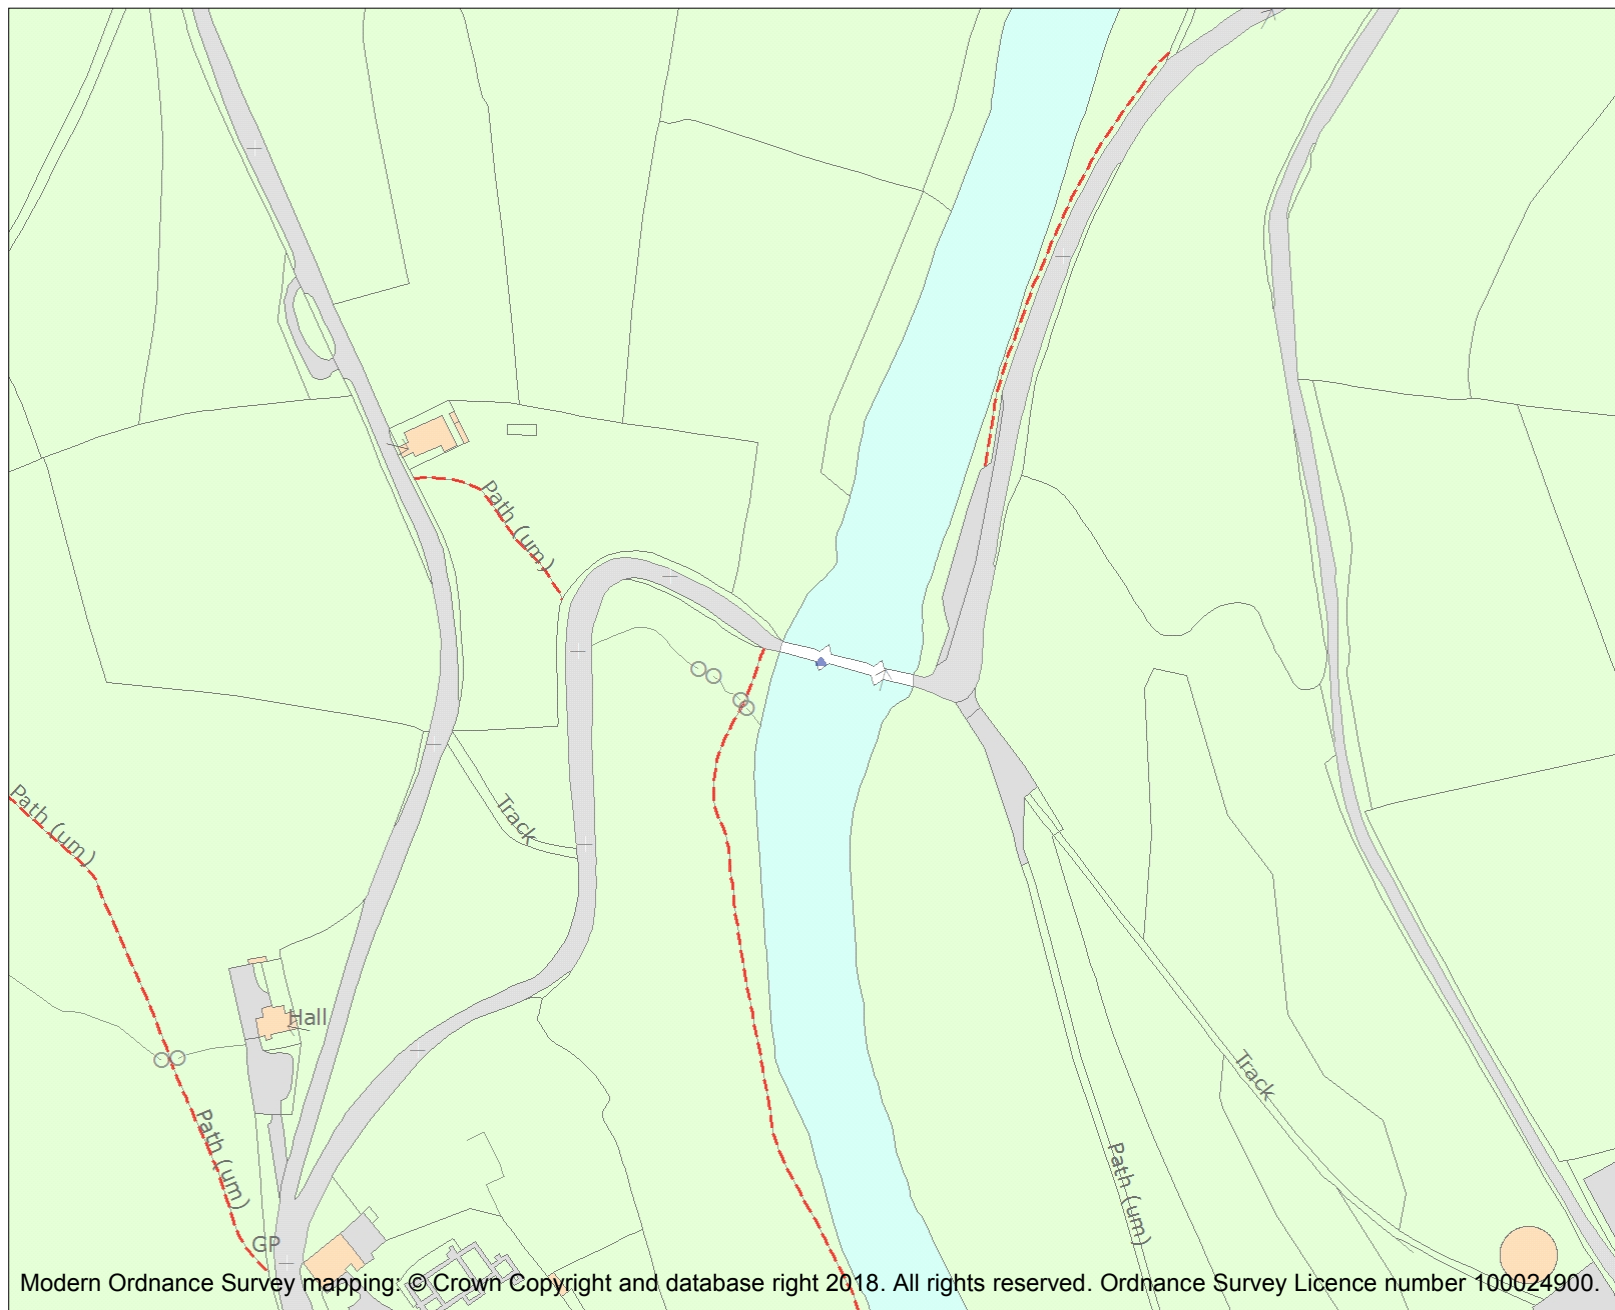 Path (um)
Path (um)
Track
Hall
Track
Path (um)
Path (um)
GP
Modern Ordnance Survey mapping: © Crown Copyright and database right 2018. All rights reserved. Ordnance Survey Licence number 100024900.